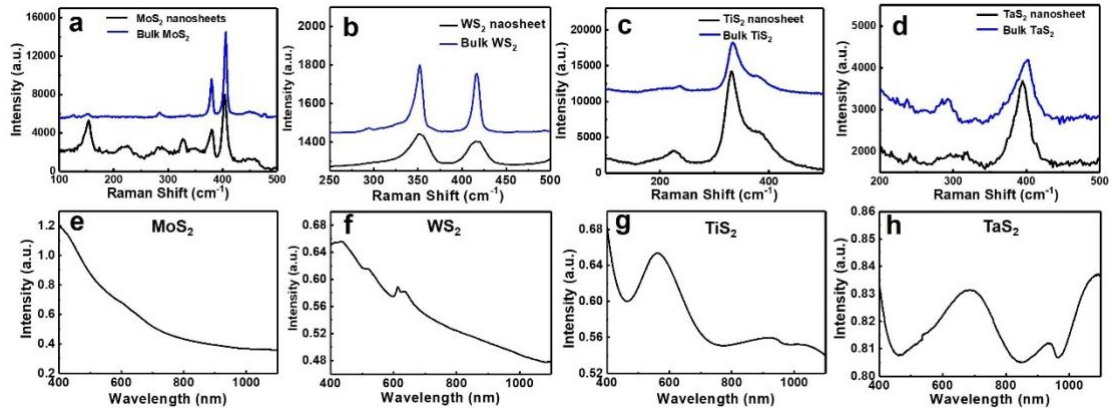 a
MoS2 nanosheets
Bulk MoS2
Intensity (a.u.)
16000
12000
8000
4000
0
100 200 300 400 500
Raman Shift (cm-1)
b
WS2 naosheet
Bulk WS2
Intensity (a.u.)
2000
1800
1600
1400
250 300 350 400 450 500
Raman Shift (cm-1)
c
TiS2 nanosheet
Bulk TiS2
Intensity (a.u.)
20000
15000
10000
5000
0
200 400
Raman Shift (cm-1)
d
TaS2 nanosheet
Bulk TaS2
Intensity (a.u.)
5000
4000
3000
2000
200 300 400 500
Raman Shift (cm-1)
e
MoS2
Intensity (a.u.)
1.2
1.0
0.8
0.6
0.4
0.2
400 600 800 1000
Wavelength (nm)
f
WS2
Intensity (a.u.)
0.68
0.64
0.60
0.56
0.52
0.48
400 600 800 1000
Wavelength (nm)
g
TiS2
Intensity (a.u.)
0.68
0.64
0.60
0.56
0.52
400 600 800 1000
Wavelength (nm)
h
TaS2
Intensity (a.u.)
0.86
0.85
0.84
0.83
0.82
0.81
0.80
400 600 800 1000
Wavelength (nm)